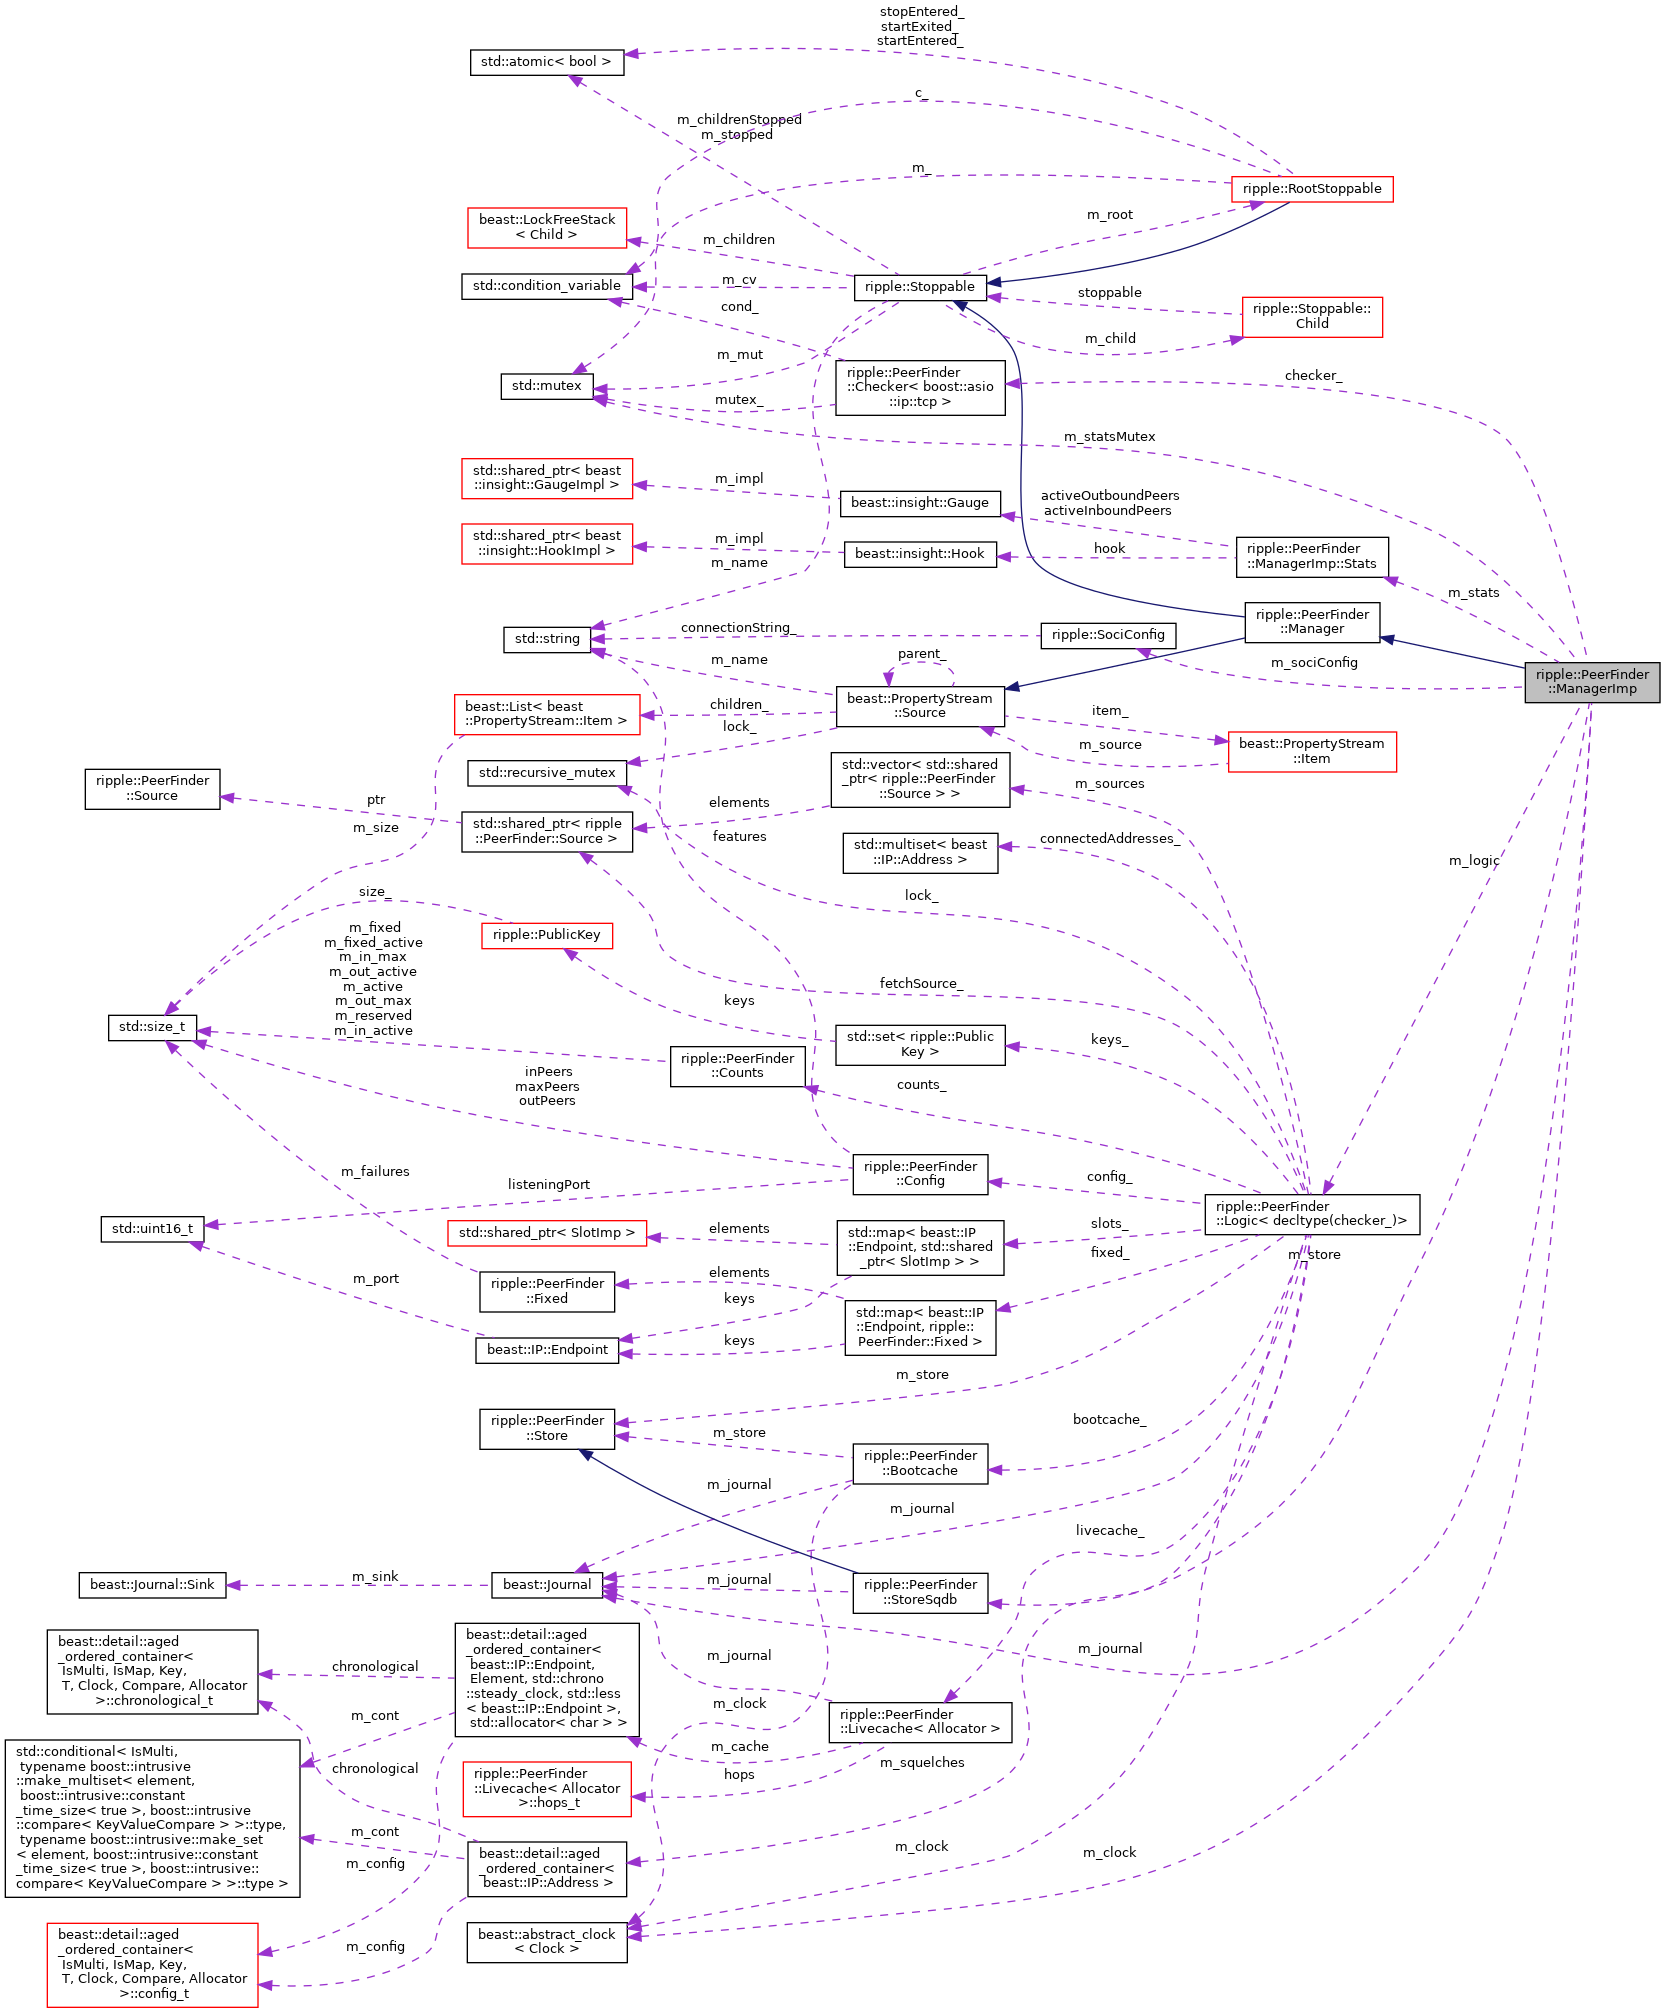 stopEntered_
startExited_
startEntered_
std::atomic< bool >
c_
m_childrenStopped
m_stopped
m_
ripple::RootStoppable
beast::LockFreeStack
< Child >
m_root
m_children
std::condition_variable
m_cv
ripple::Stoppable
stoppable
ripple::Stoppable::
Child
cond_
m_child
m_mut
std::mutex
ripple::PeerFinder
::Checker< boost::asio
::ip::tcp >
checker_
mutex_
m_statsMutex
std::shared_ptr< beast
::insight::GaugeImpl >
m_impl
beast::insight::Gauge
activeOutboundPeers
activeInboundPeers
std::shared_ptr< beast
::insight::HookImpl >
m_impl
beast::insight::Hook
hook
ripple::PeerFinder
::ManagerImp::Stats
m_name
m_stats
ripple::PeerFinder
::Manager
std::string
connectionString_
ripple::SociConfig
m_sociConfig
ripple::PeerFinder
::ManagerImp
parent_
m_name
beast::List< beast
::PropertyStream::Item >
children_
beast::PropertyStream
::Source
item_
lock_
m_source
beast::PropertyStream
::Item
std::recursive_mutex
std::vector< std::shared
_ptr< ripple::PeerFinder
::Source > >
m_sources
ripple::PeerFinder
::Source
ptr
elements
m_size
std::shared_ptr< ripple
::PeerFinder::Source >
features
std::multiset< beast
::IP::Address >
connectedAddresses_
m_logic
size_
lock_
m_fixed
m_fixed_active
m_in_max
m_out_active
m_active
m_out_max
m_reserved
m_in_active
ripple::PublicKey
fetchSource_
keys
std::size_t
std::set< ripple::Public
Key >
keys_
ripple::PeerFinder
::Counts
counts_
inPeers
maxPeers
outPeers
m_failures
listeningPort
ripple::PeerFinder
::Config
config_
ripple::PeerFinder
::Logic< decltype(checker_)>
std::uint16_t
std::shared_ptr< SlotImp >
elements
std::map< beast::IP
::Endpoint, std::shared
_ptr< SlotImp > >
slots_
fixed_
m_store
m_port
ripple::PeerFinder
::Fixed
elements
keys
std::map< beast::IP
::Endpoint, ripple::
PeerFinder::Fixed >
beast::IP::Endpoint
keys
m_store
ripple::PeerFinder
::Store
m_store
bootcache_
ripple::PeerFinder
::Bootcache
m_journal
m_journal
livecache_
beast::Journal::Sink
m_sink
beast::Journal
m_journal
ripple::PeerFinder
::StoreSqdb
beast::detail::aged
_ordered_container<
IsMulti, IsMap, Key,
T, Clock, Compare, Allocator
>::chronological_t
chronological
beast::detail::aged
_ordered_container<
beast::IP::Endpoint,
Element, std::chrono
::steady_clock, std::less
< beast::IP::Endpoint >,
std::allocator< char > >
m_journal
m_journal
m_cont
m_clock
ripple::PeerFinder
::Livecache< Allocator >
m_cache
std::conditional< IsMulti,
typename boost::intrusive
::make_multiset< element,
boost::intrusive::constant
_time_size< true >, boost::intrusive
::compare< KeyValueCompare > >::type,
typename boost::intrusive::make_set
< element, boost::intrusive::constant
_time_size< true >, boost::intrusive::
compare< KeyValueCompare > >::type >
chronological
ripple::PeerFinder
::Livecache< Allocator
>::hops_t
hops
m_squelches
m_cont
m_config
beast::detail::aged
_ordered_container<
beast::IP::Address >
m_clock
m_clock
beast::detail::aged
_ordered_container<
IsMulti, IsMap, Key,
T, Clock, Compare, Allocator
>::config_t
m_config
beast::abstract_clock
< Clock >